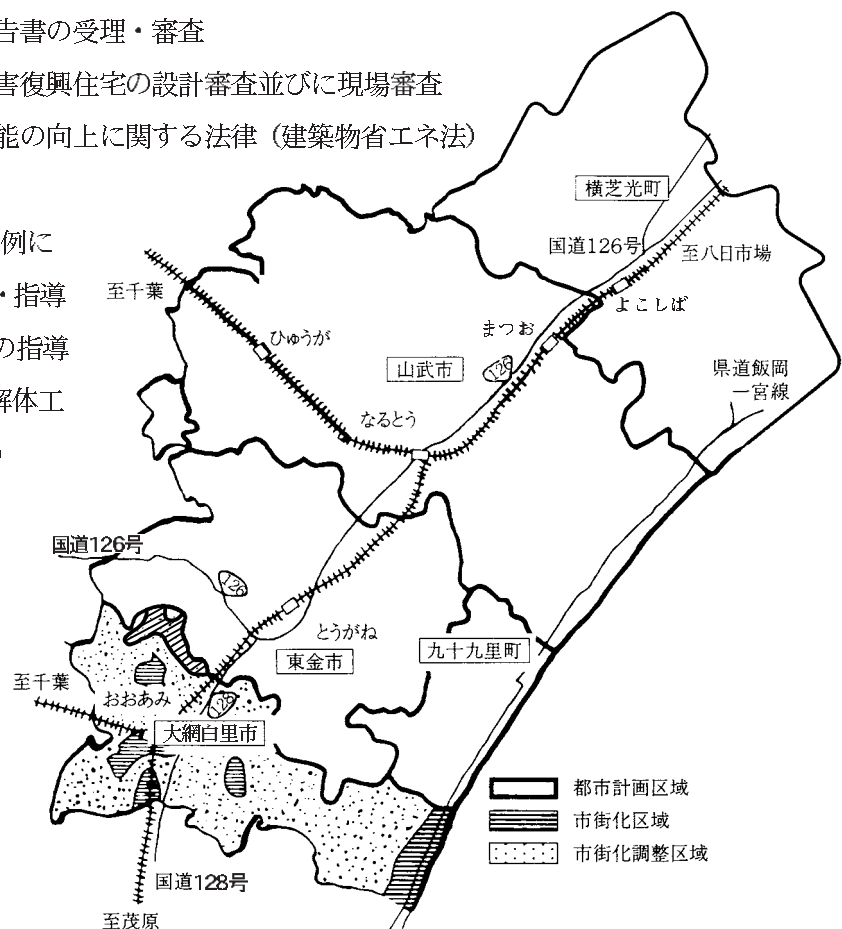 告書の受理・審査
害復興住宅の設計審査並びに現場審査
能の向上に関する法律（建築物省エネ法）
例に
・指導
の指導
解体工
横芝光町
国道126号
至八日市場
至千葉
よこしば
まつお
ひゅうが
山武市
126
県道飯岡
一宮線
なるとう
国道126号
126
とうがね
東金市
九十九里町
至千葉
おおあみ
128
大網白里市
都市計画区域
市街化区域
市街化調整区域
国道128号
至茂原